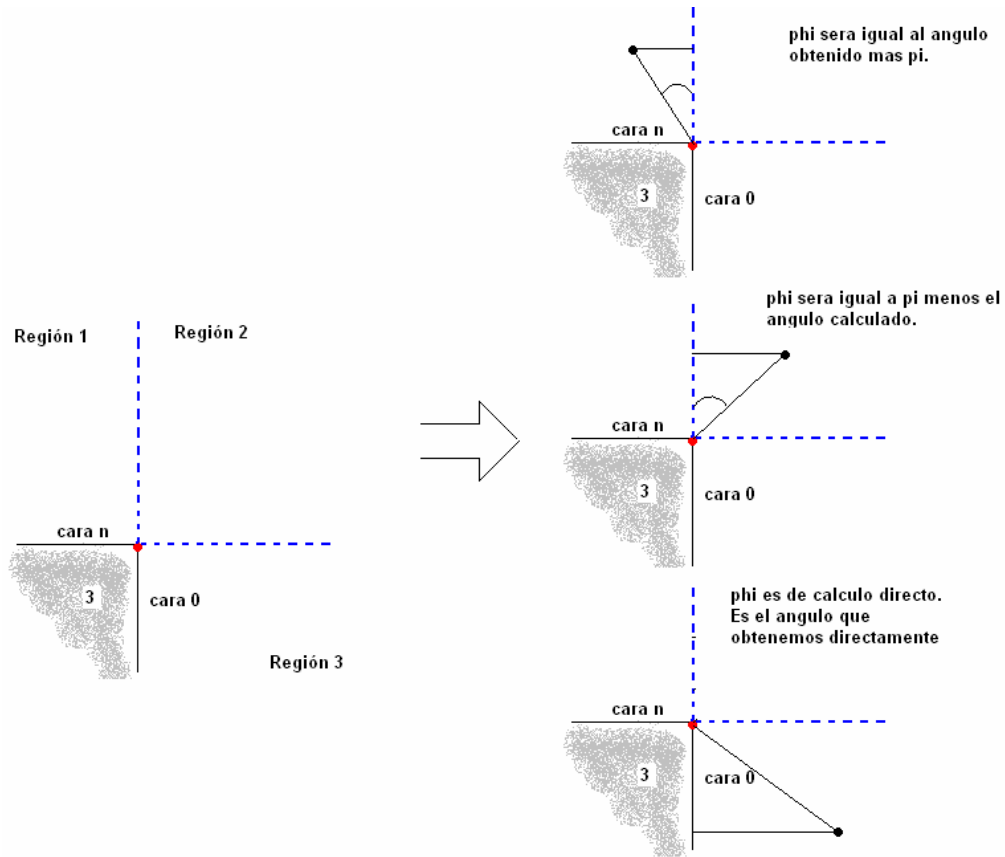 phi sera igual al angulo
obtenido mas pi.
cara n
3
cara 0
Región 1
Región 2
cara n
3
cara 0
Región 3
phi sera igual a pi menos el
angulo calculado.
cara n
3
cara 0
phi es de calculo directo.
Es el angulo que
obtenemos directamente
cara n
3
cara 0